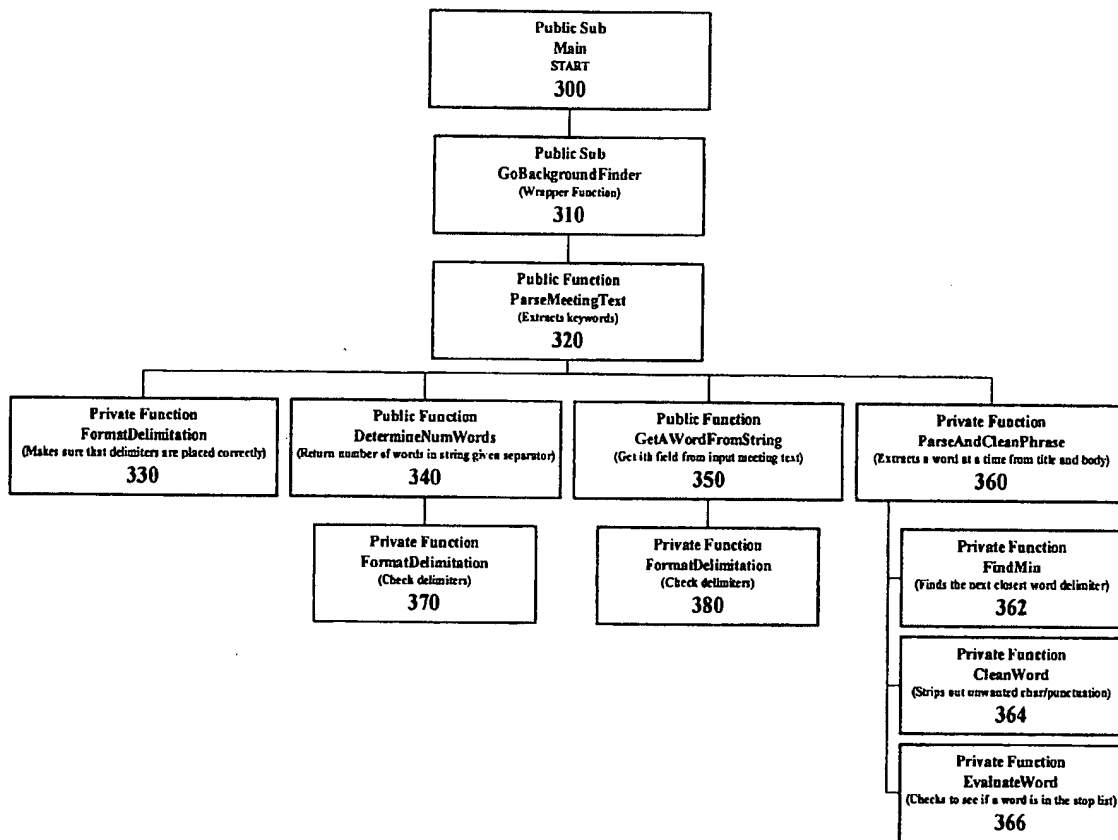 Public Sub
Main
START
300
Public Sub
GoBackgroundFinder
(Wrapper Function)
310
Public Function
ParseMeetingText
(Extracts keywords)
320
Private Function
FormatDelimitation
(Makes sure that delimiters are placed correctly)
330
Public Function
DetermineNumWords
(Return number of words in string given separator)
340
Public Function
GetAWordFromString
(Get ith field from input meeting text)
350
Private Function
ParseAndCleanPhrase
(Extracts a word at a time from title and body)
360
Private Function
FormatDelimitation
(Check delimiters)
370
Private Function
FormatDelimitation
(Check delimiters)
380
Private Function
FindMin
(Finds the next closest word delimiter)
362
Private Function
CleanWord
(Strips out unwanted char/punctuation)
364
Private Function
EvaluateWord
(Checks to see if a word is in the stop list)
366